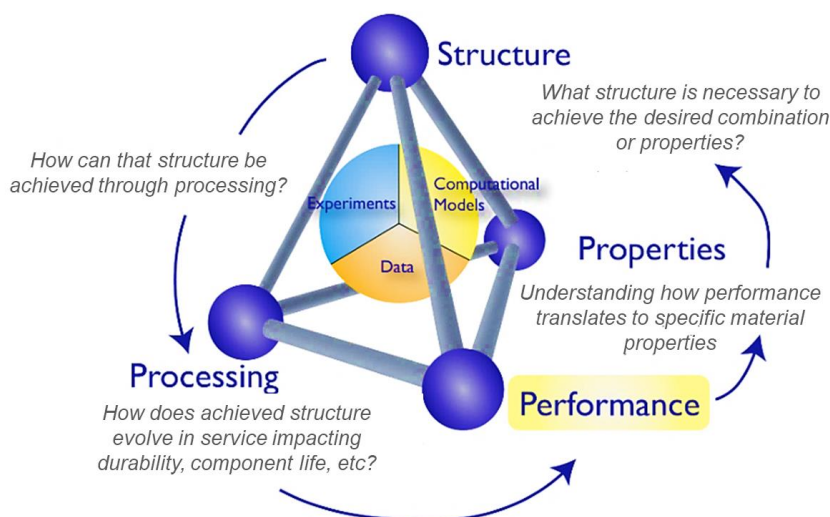 Structure
What structure is necessary to
achieve the desired combination
or properties?
How can that structure be
achieved through processing?
Experiments
Computational
Models
Data
Properties
Understanding how performance
translates to specific material
properties
Processing
How does achieved structure
evolve in service impacting
durability, component life, etc?
Performance